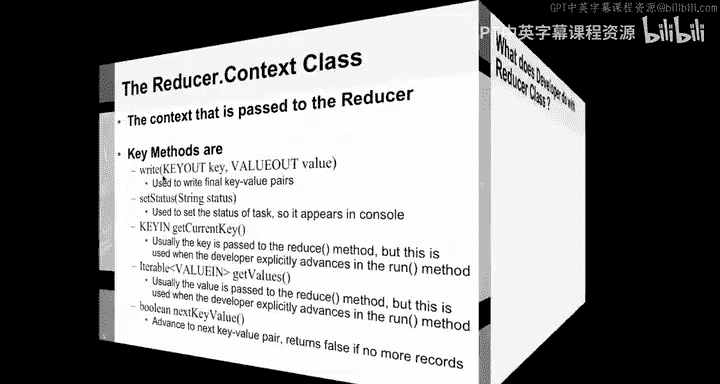 GPT中英字幕课程资源@bilibili
PT中英字幕课程资源 bilibili
The Reducer.Context Class
• The context that is passed to the Reducer
• Key Methods are
– write(KEYOUT key, VALUEOUT value)
• Used to write final key-value pairs
– setStatus(String status)
• Used to set the status of task, so it appears in console
– KEYIN getCurrentKey()
• Usually the key is passed to the reduce() method, but this is
used when the developer explicitly advances in the run() method
– Iterable<VALUEIN> getValues()
• Usually the value is passed to the reduce() method, but this is
used when the developer explicitly advances in the run() method
– boolean nextKeyValue()
• Advance to next key-value pair, returns false if no more records
What does Developer do with
Reducer Class ?